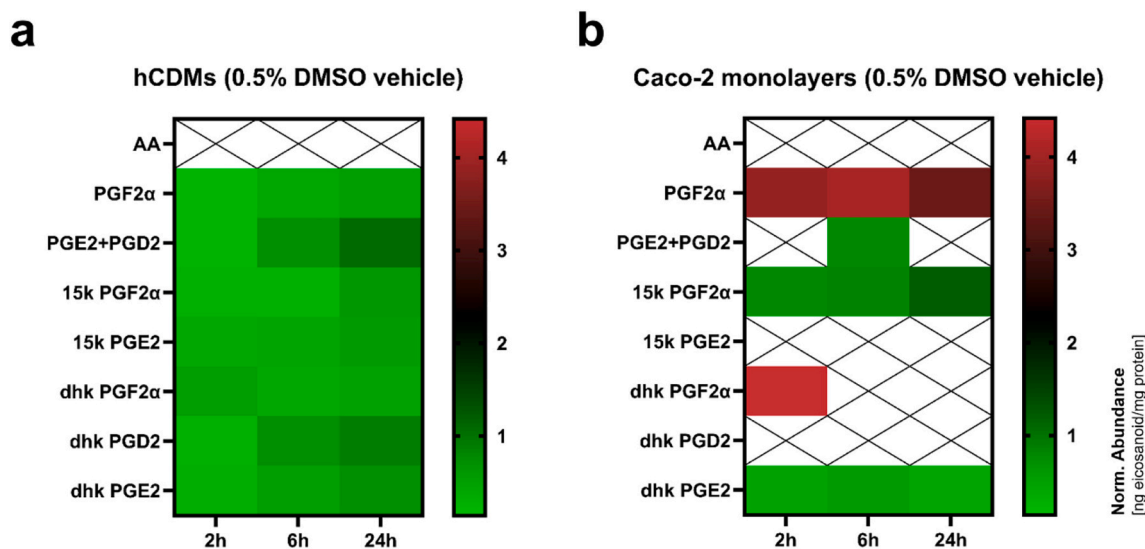 a
hCDMs (0.5% DMSO vehicle)
AA
PGF2α
PGE2+PGD2
15k PGF2α
15k PGE2
dhk PGF2α
dhk PGD2
dhk PGE2
2h 6h 24h
4
3
2
1
b
Caco-2 monolayers (0.5% DMSO vehicle)
AA
PGF2α
PGE2+PGD2
15k PGF2α
15k PGE2
dhk PGF2α
dhk PGD2
dhk PGE2
2h 6h 24h
4
3
2
1
Norm. Abundance
[ng eicosanoid/mg protein]